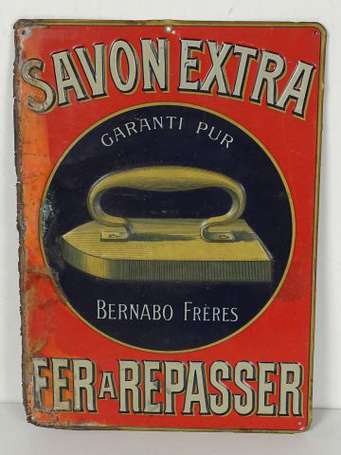 SAVON EXTRA
GARANTI PUR
BERNABO FRÈRES
FER A REPASSER